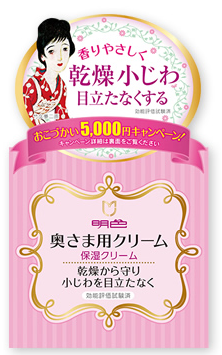 香りやさしく
乾燥小じわ
目立たなくする
効能評価試験済
おこづかい5,000円キャンペーン!
キャンペーン詳細は裏面をご覧ください
明色
奥さま用クリーム
保湿クリーム
乾燥から守り
小じわを目立たなく
効能評価試験済